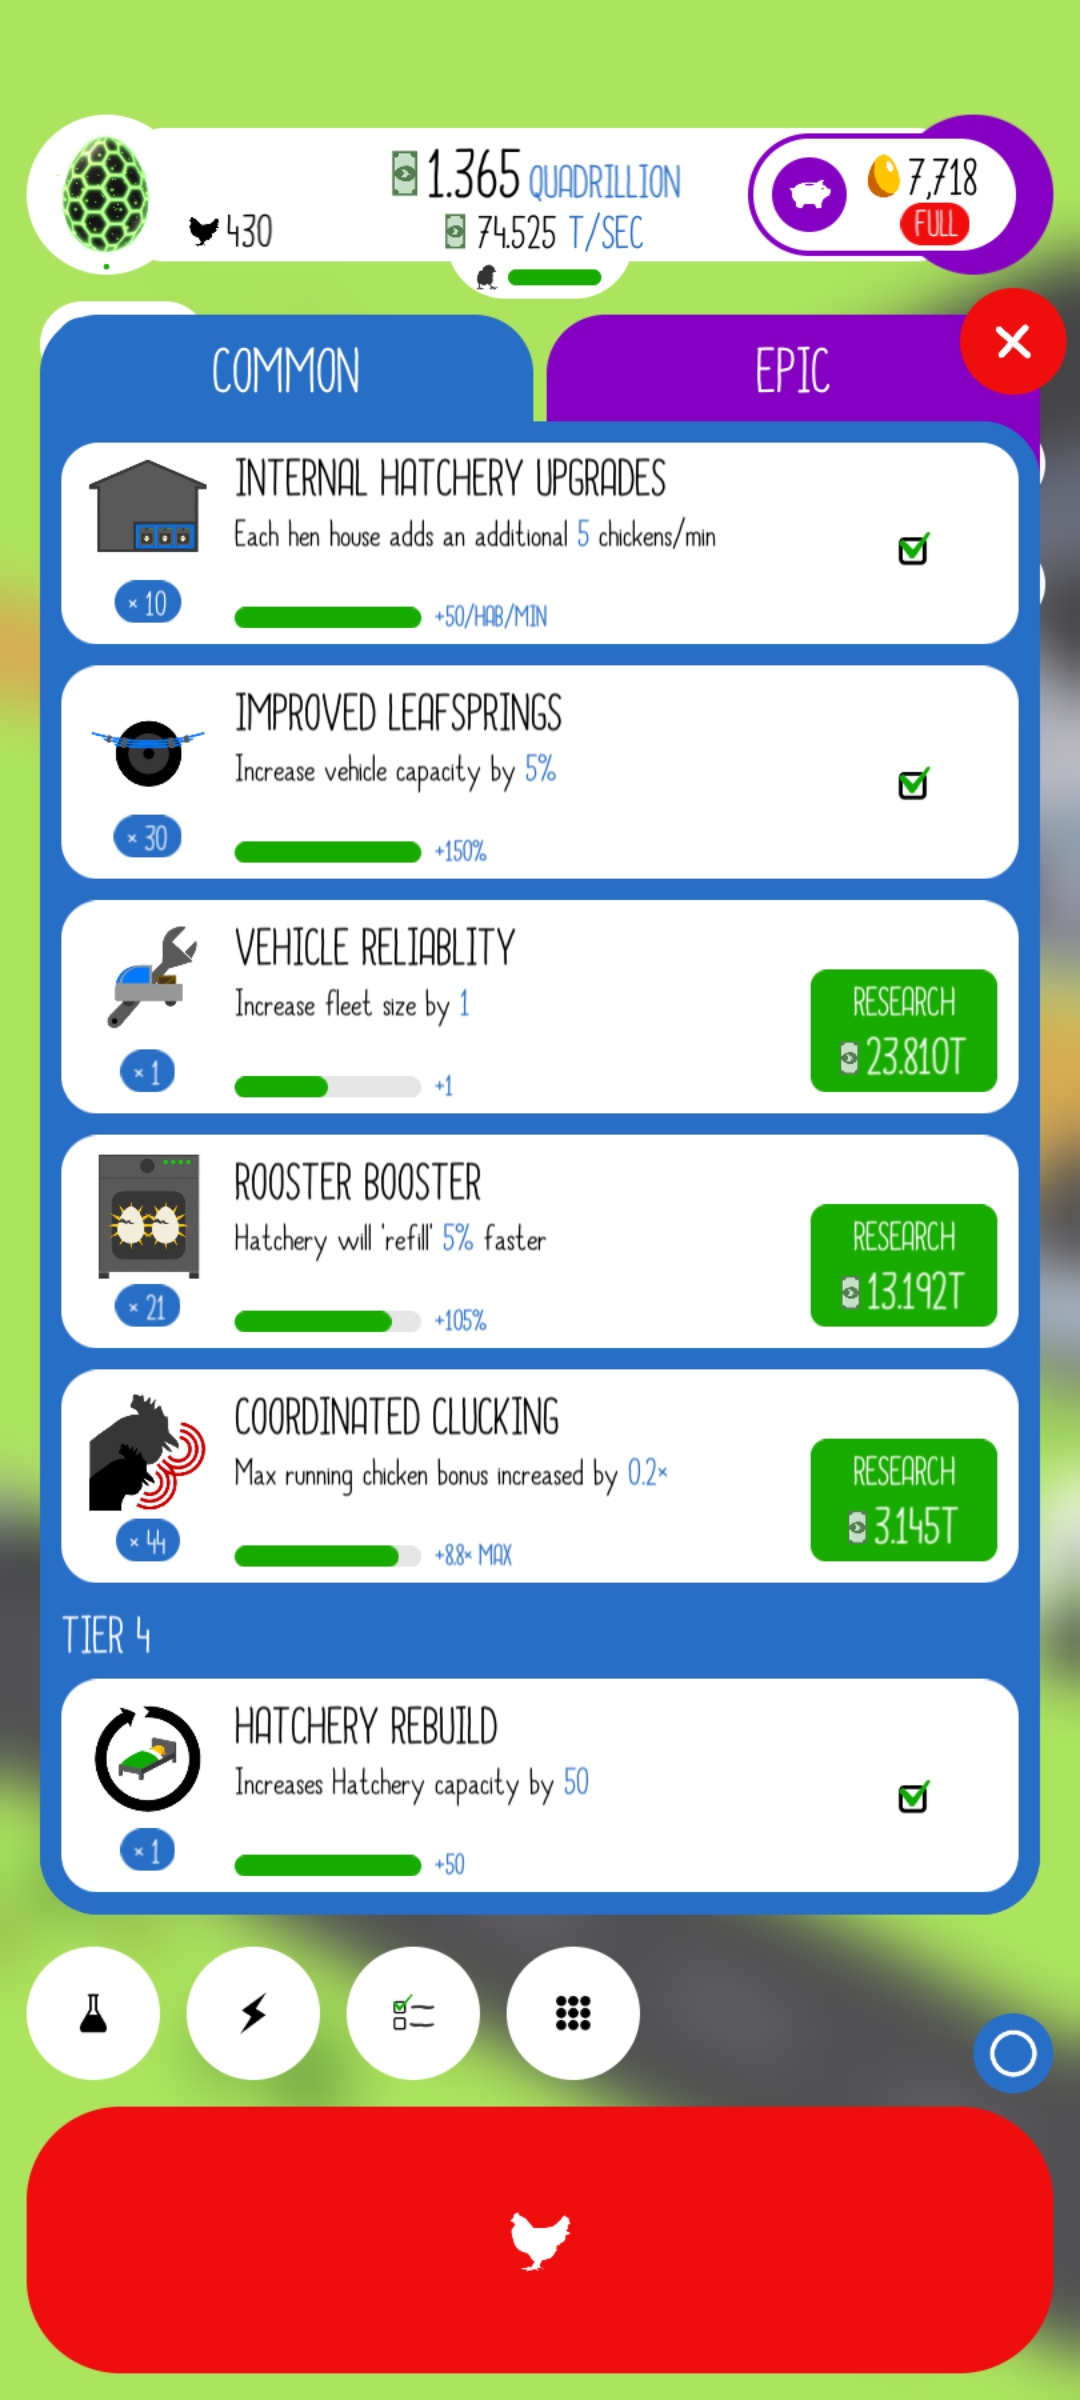 1.365 QUADRILLION
430
74.525 T/SEC
7,718
FULL
COMMON
EPIC
INTERNAL HATCHERY UPGRADES
Each hen house adds an additional 5 chickens/min
× 10
+50/HAB/MIN
IMPROVED LEAFSPRINGS
Increase vehicle capacity by 5%
× 30
+150%
VEHICLE RELIABLITY
Increase fleet size by 1
× 1
+1
RESEARCH
23.810T
ROOSTER BOOSTER
Hatchery will 'refill' 5% faster
× 21
+105%
RESEARCH
13.192T
COORDINATED CLUCKING
Max running chicken bonus increased by 0.2×
× 44
+8.8× MAX
RESEARCH
3.145T
TIER 4
HATCHERY REBUILD
Increases Hatchery capacity by 50
× 1
+50